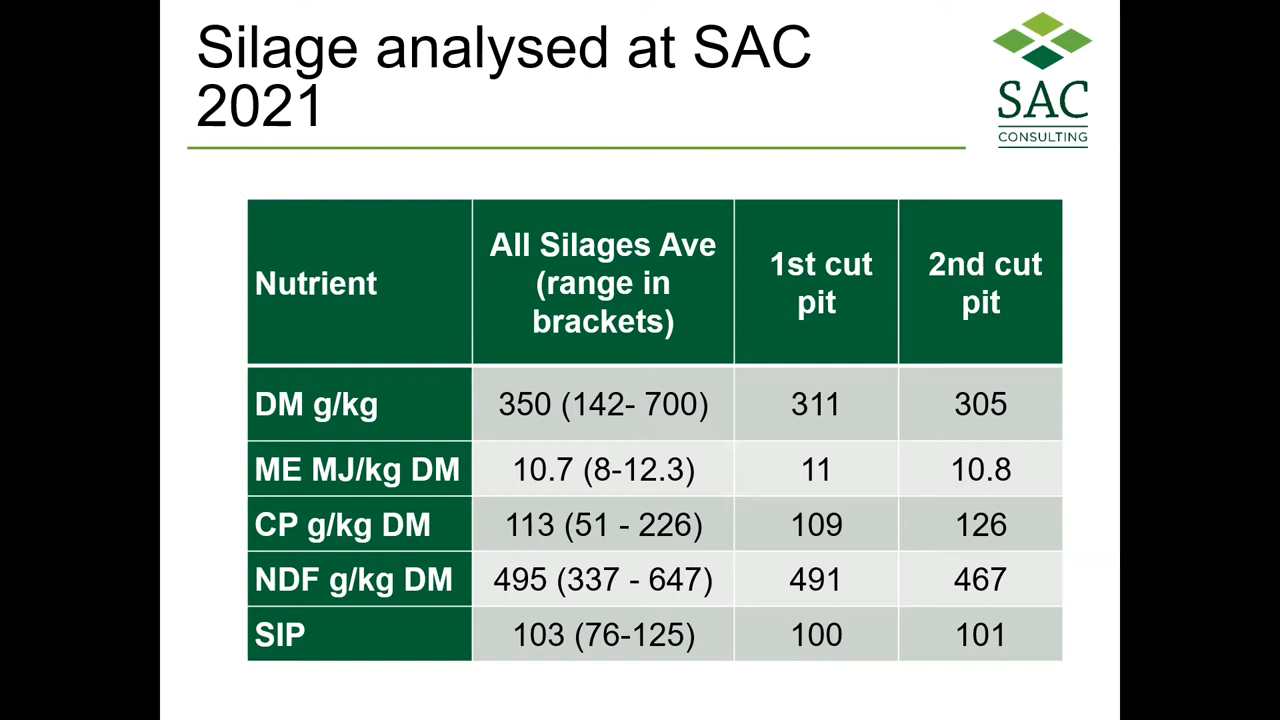 Silage analysed at SAC
2021
SAC
CONSULTING
Nutrient
All Silages Ave
(range in
brackets)
1st cut
pit
2nd cut
pit
DM g/kg
350 (142- 700)
311
305
ME MJ/kg DM
10.7 (8-12.3)
11
10.8
CP g/kg DM
113 (51 - 226)
109
126
NDF g/kg DM
495 (337 - 647)
491
467
SIP
103 (76-125)
100
101